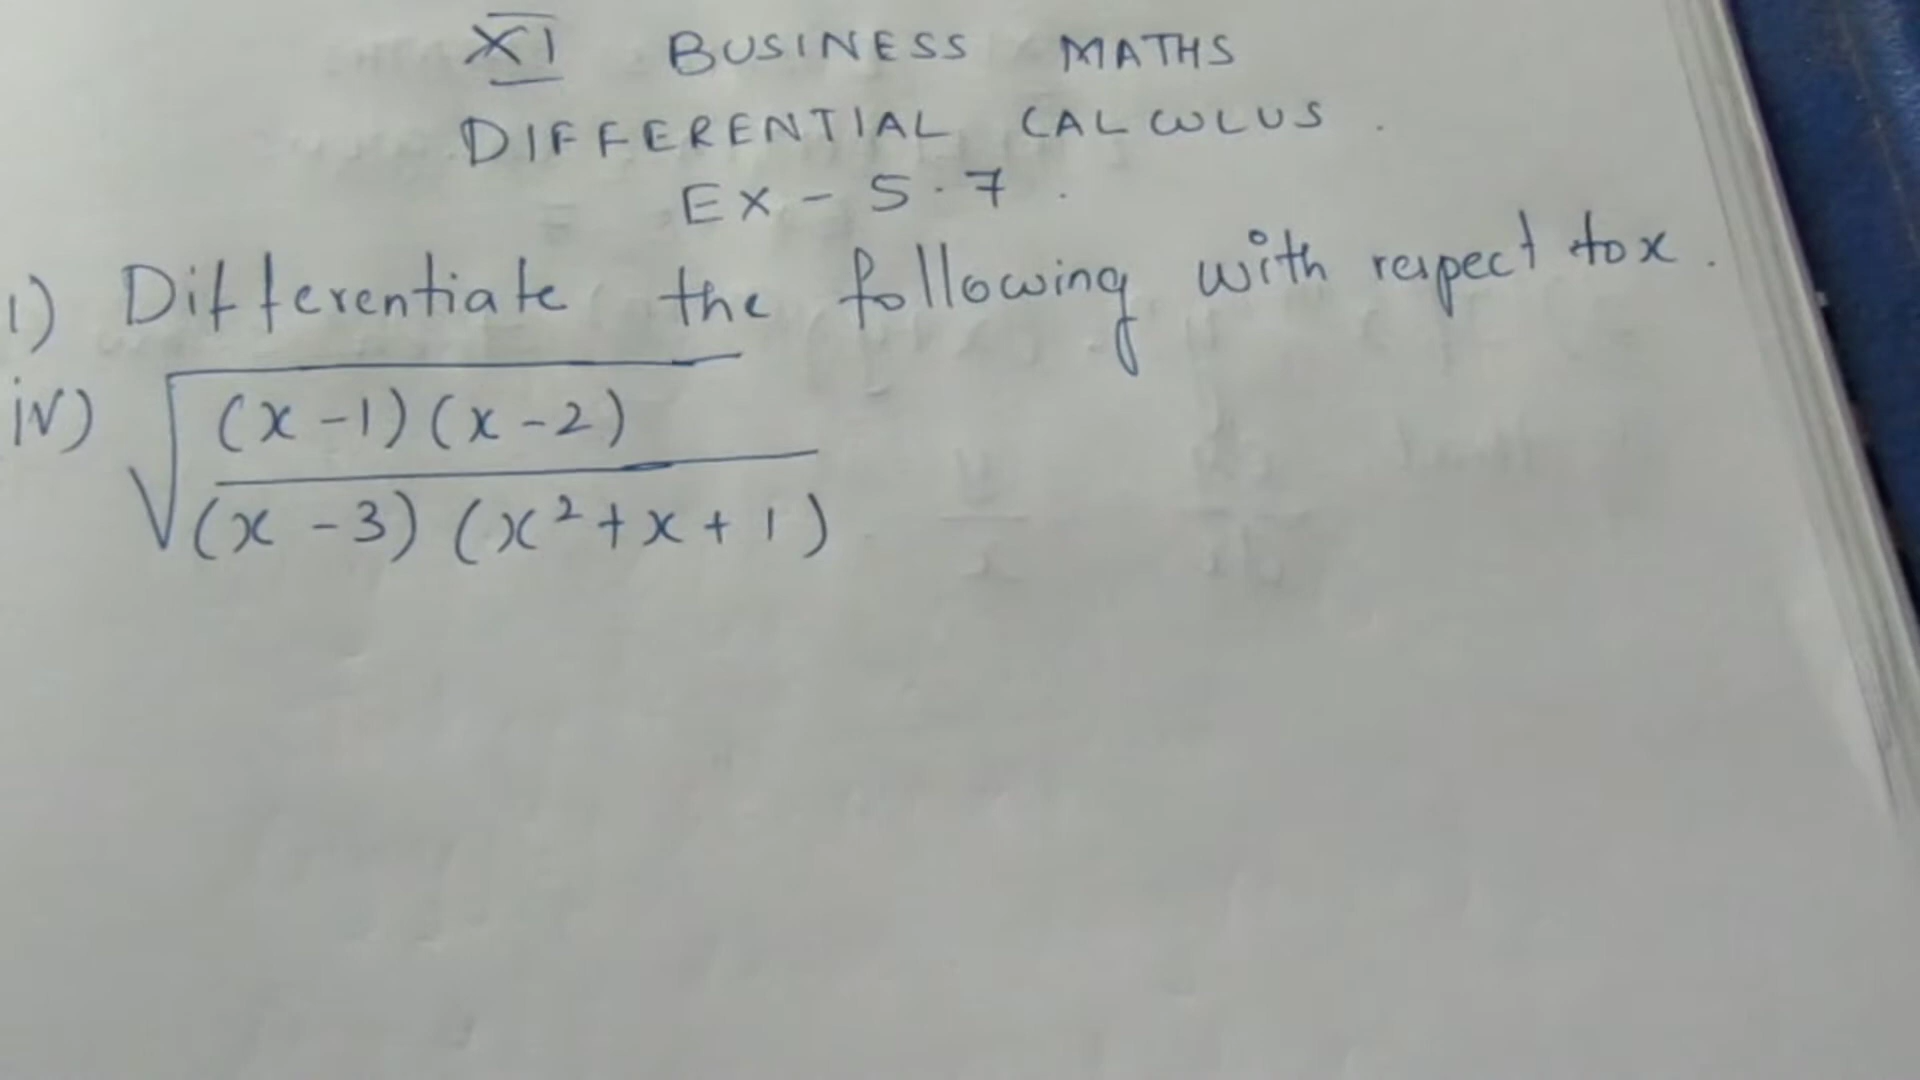 XI BUSINESS MATHS
DIFFERENTIAL CALCULUS.
EX - 5.7.
1) Differentiate the following with respect to x.
iv) √((x-1)(x-2)
(x-3)(x²+x+1))